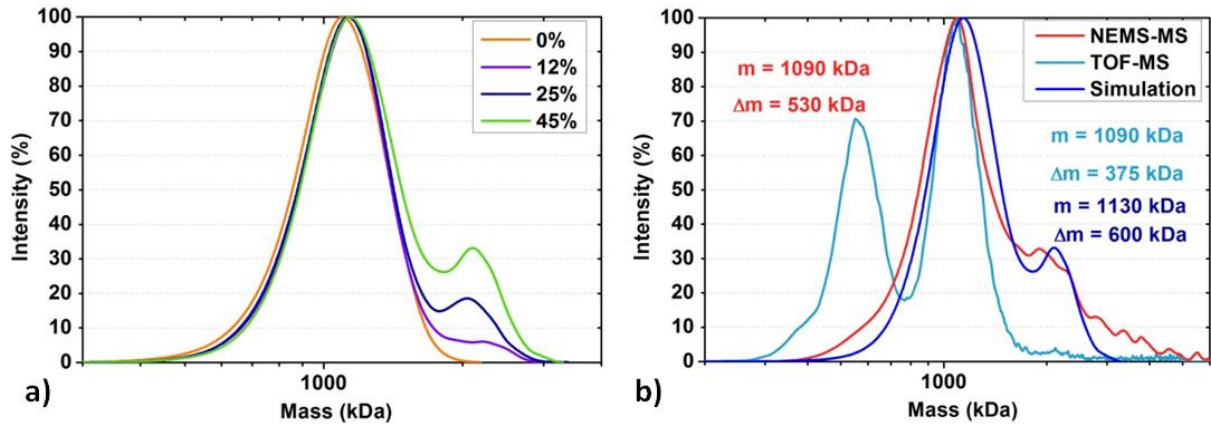 100
90
80
70
60
50
40
30
20
10
0
Intensity (%)
0%
12%
25%
45%
1000
Mass (kDa)
a)
100
90
80
70
60
50
40
30
20
10
0
Intensity (%)
NEMS-MS
TOF-MS
Simulation
m = 1090 kDa
Δm = 530 kDa
m = 1090 kDa
Δm = 375 kDa
m = 1130 kDa
Δm = 600 kDa
1000
Mass (kDa)
b)